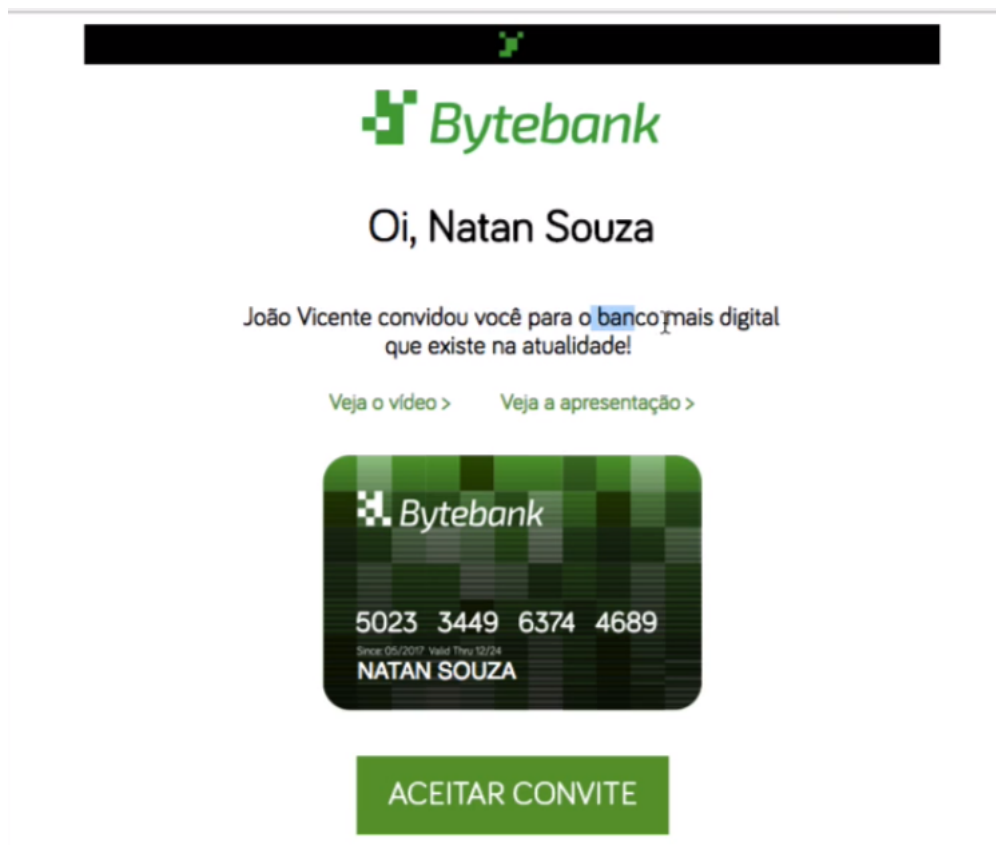 Bytebank
Oi, Natan Souza
João Vicente convidou você para o banco mais digital
que existe na atualidade!
Veja o vídeo > Veja a apresentação >
Bytebank
5023 3449 6374 4689
Since: 05/2017 Valid Thru 12/24
NATAN SOUZA
ACEITAR CONVITE